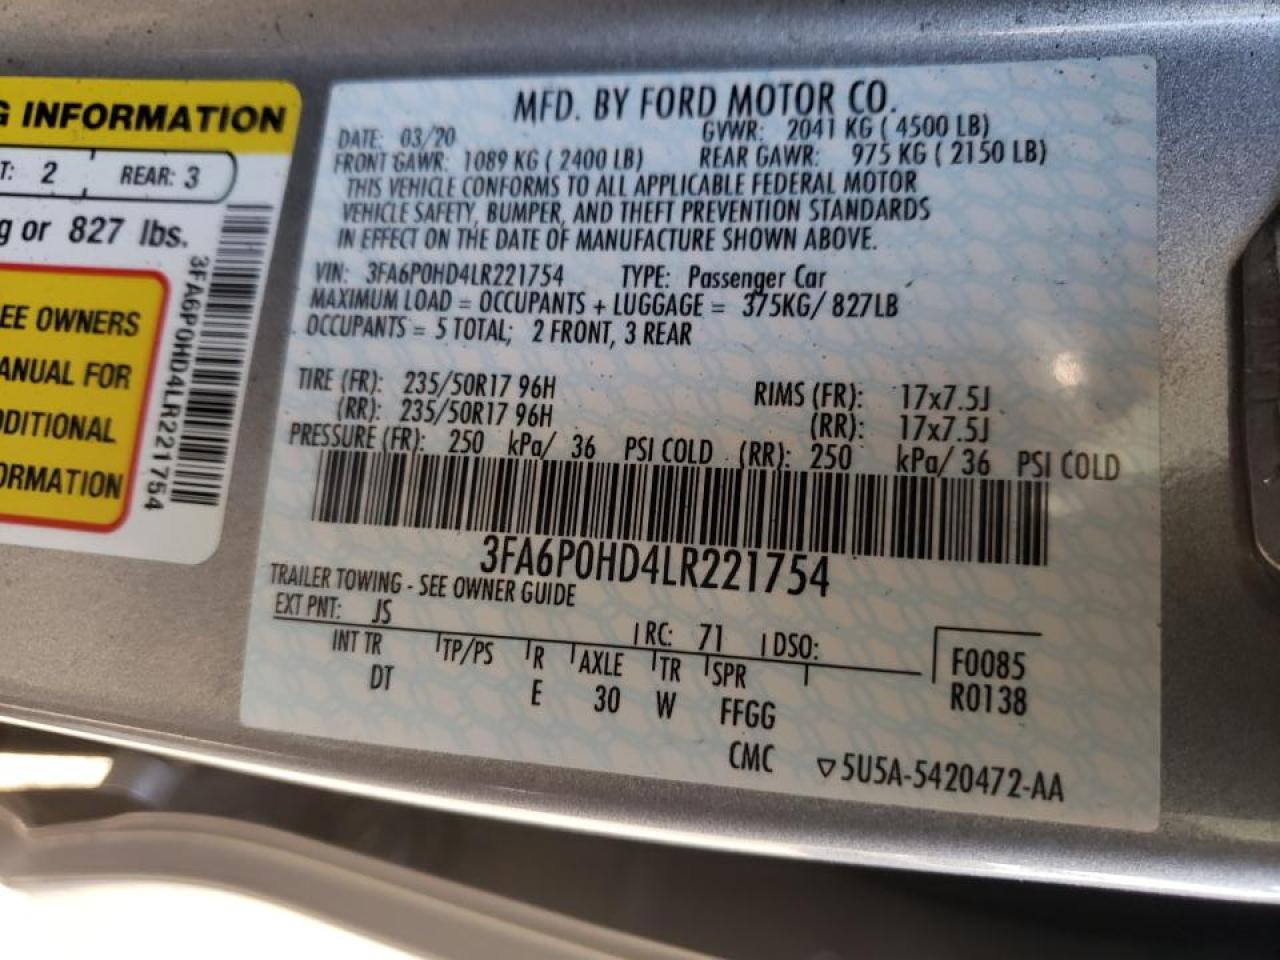 G INFORMATION
T: 2 REAR: 3
g or 827 lbs.
EE OWNERS
ANUAL FOR
DDITIONAL
ORMATION
3FA6P0HD4LR221754
MFD. BY FORD MOTOR CO.
DATE: 03/20 GVWR: 2041 KG ( 4500 LB)
FRONT GAWR: 1089 KG ( 2400 LB) REAR GAWR: 975 KG ( 2150 LB)
THIS VEHICLE CONFORMS TO ALL APPLICABLE FEDERAL MOTOR
VEHICLE SAFETY, BUMPER, AND THEFT PREVENTION STANDARDS
IN EFFECT ON THE DATE OF MANUFACTURE SHOWN ABOVE.
VIN: 3FA6P0HD4LR221754 TYPE: Passenger Car
MAXIMUM LOAD = OCCUPANTS + LUGGAGE = 375KG/ 827LB
OCCUPANTS = 5 TOTAL; 2 FRONT, 3 REAR
TIRE (FR): 235/50R17 96H RIMS (FR): 17x7.5J
(RR): 235/50R17 96H (RR): 17x7.5J
PRESSURE (FR): 250 kPa/ 36 PSI COLD (RR): 250 kPa/ 36 PSI COLD
3FA6P0HD4LR221754
TRAILER TOWING - SEE OWNER GUIDE
EXT PNT: JS RC: 71 DSO:
INT TR TP/PS R AXLE TR SPR F0085
DT E 30 W FFGG R0138
CMC ▽5U5A-5420472-AA